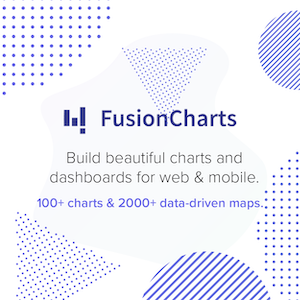 FusionCharts
Build beautiful charts and
dashboards for web & mobile.
100+ charts & 2000+ data-driven maps.